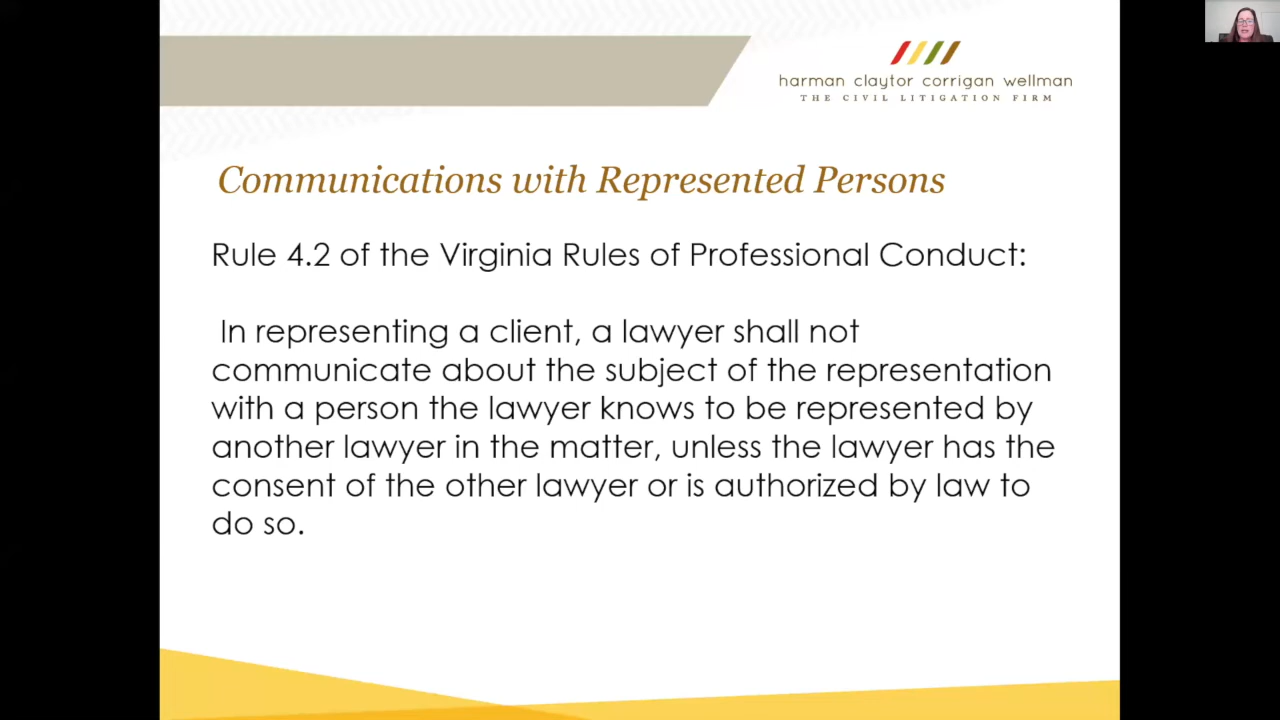 harman claytor corrigan wellman
THE CIVIL LITIGATION FIRM
Communications with Represented Persons
Rule 4.2 of the Virginia Rules of Professional Conduct:
In representing a client, a lawyer shall not
communicate about the subject of the representation
with a person the lawyer knows to be represented by
another lawyer in the matter, unless the lawyer has the
consent of the other lawyer or is authorized by law to
do so.